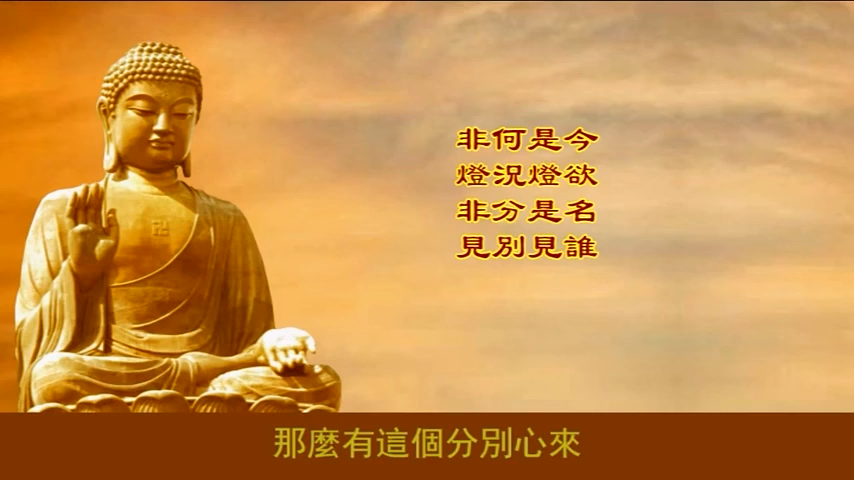 今欲名誰
是燈是見
何況分別
非燈非見
那麼有這個分別心來